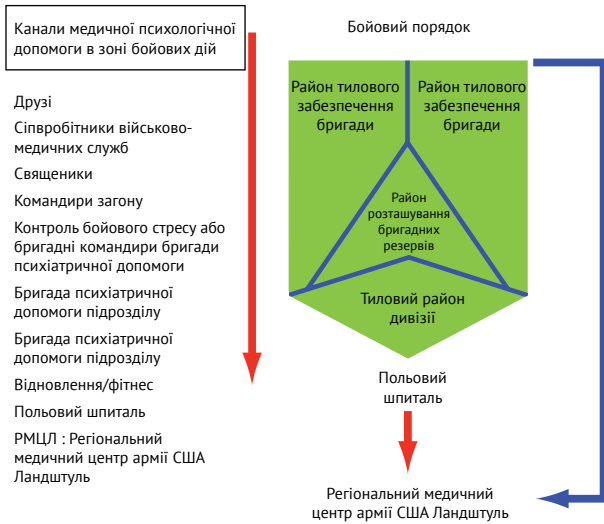 Канали медичної психологічної
допомоги в зоні бойових дій
Друзі
Сіпвробітники військово-
медичних служб
Священики
Командири загону
Контроль бойового стресу або
бригадні командири бригади
психіатричної допомоги
Бригада психіатричної
допомоги підрозділу
Бригада психіатричної
допомоги підрозділу
Відновлення/фітнес
Польовий шпиталь
РМЦЛ : Регіональний
медичний центр армії США
Ландштуль
Бойовий порядок
Район тилового
забезпечення
бригади
Район тилового
забезпечення
бригади
Район
розташування
бригадних
резервів
Тиловий район
дивізії
Польовий
шпиталь
Регіональний медичний
центр армії США Ландштуль